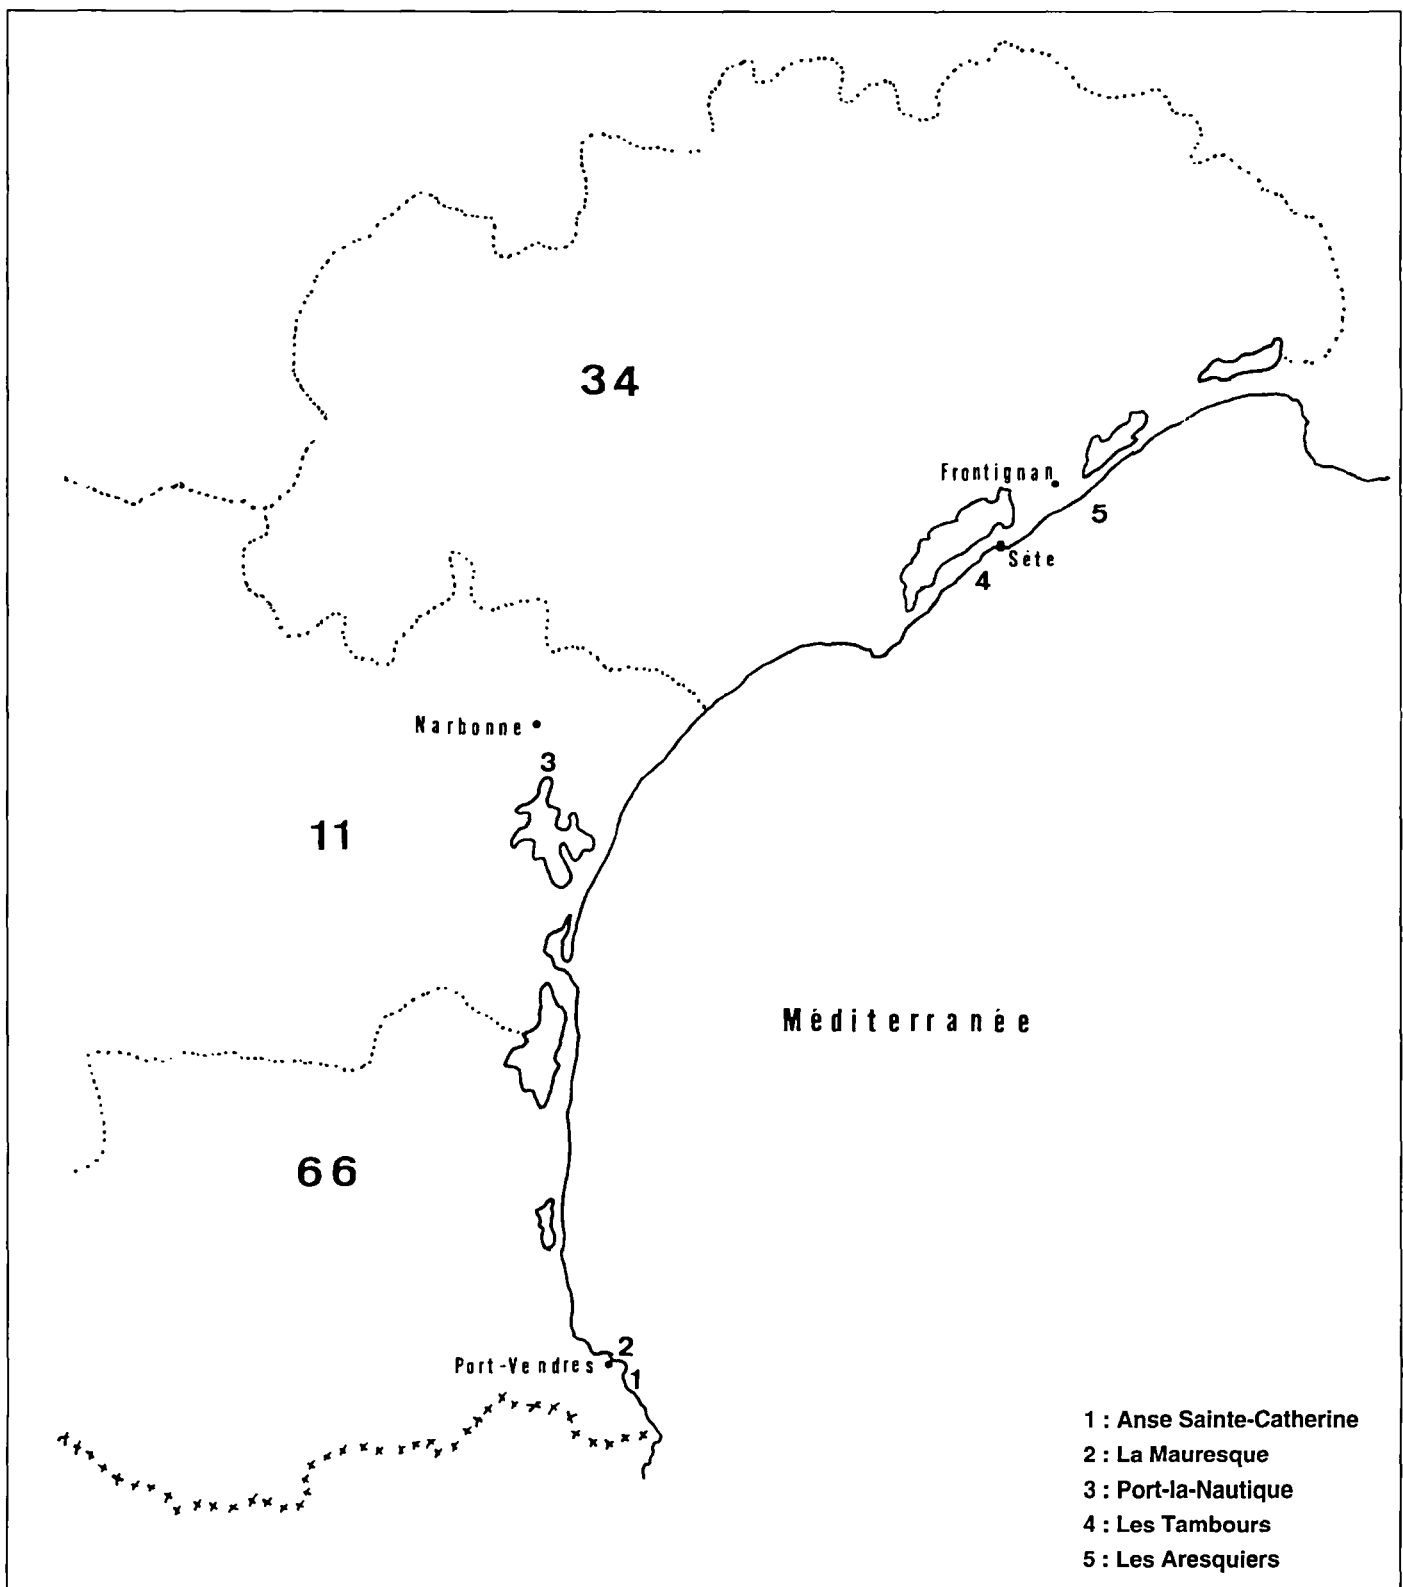 34
Frontignan
5
Séte
4
Narbonne
3
11
Méditerranée
66
2
Port-Vendres
1
1 : Anse Sainte-Catherine
2 : La Mauresque
3 : Port-la-Nautique
4 : Les Tambours
5 : Les Aresquiers